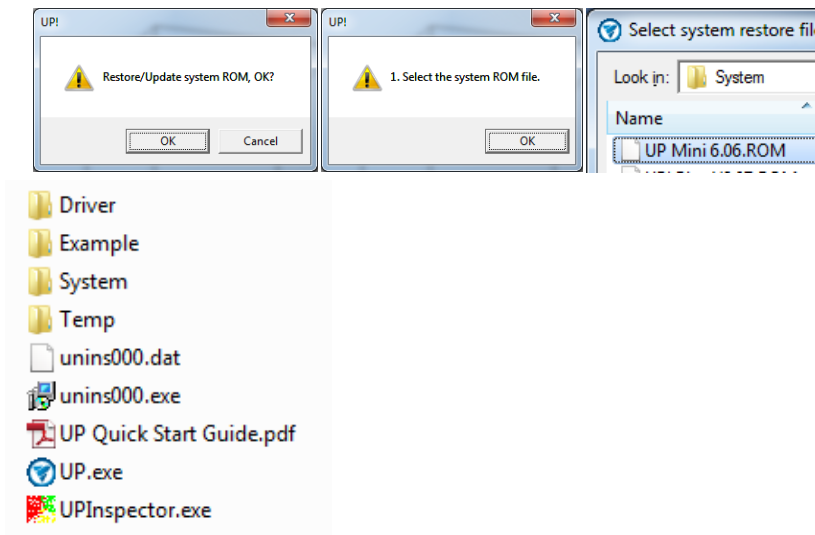 UP!
Restore/Update system ROM, OK?
OK
Cancel
UP!
1. Select the system ROM file.
OK
Select system restore fil
Look in:
System
Name
UP Mini 6.06.ROM
Driver
Example
System
Temp
unins000.dat
unins000.exe
UP Quick Start Guide.pdf
UP.exe
UPInspector.exe